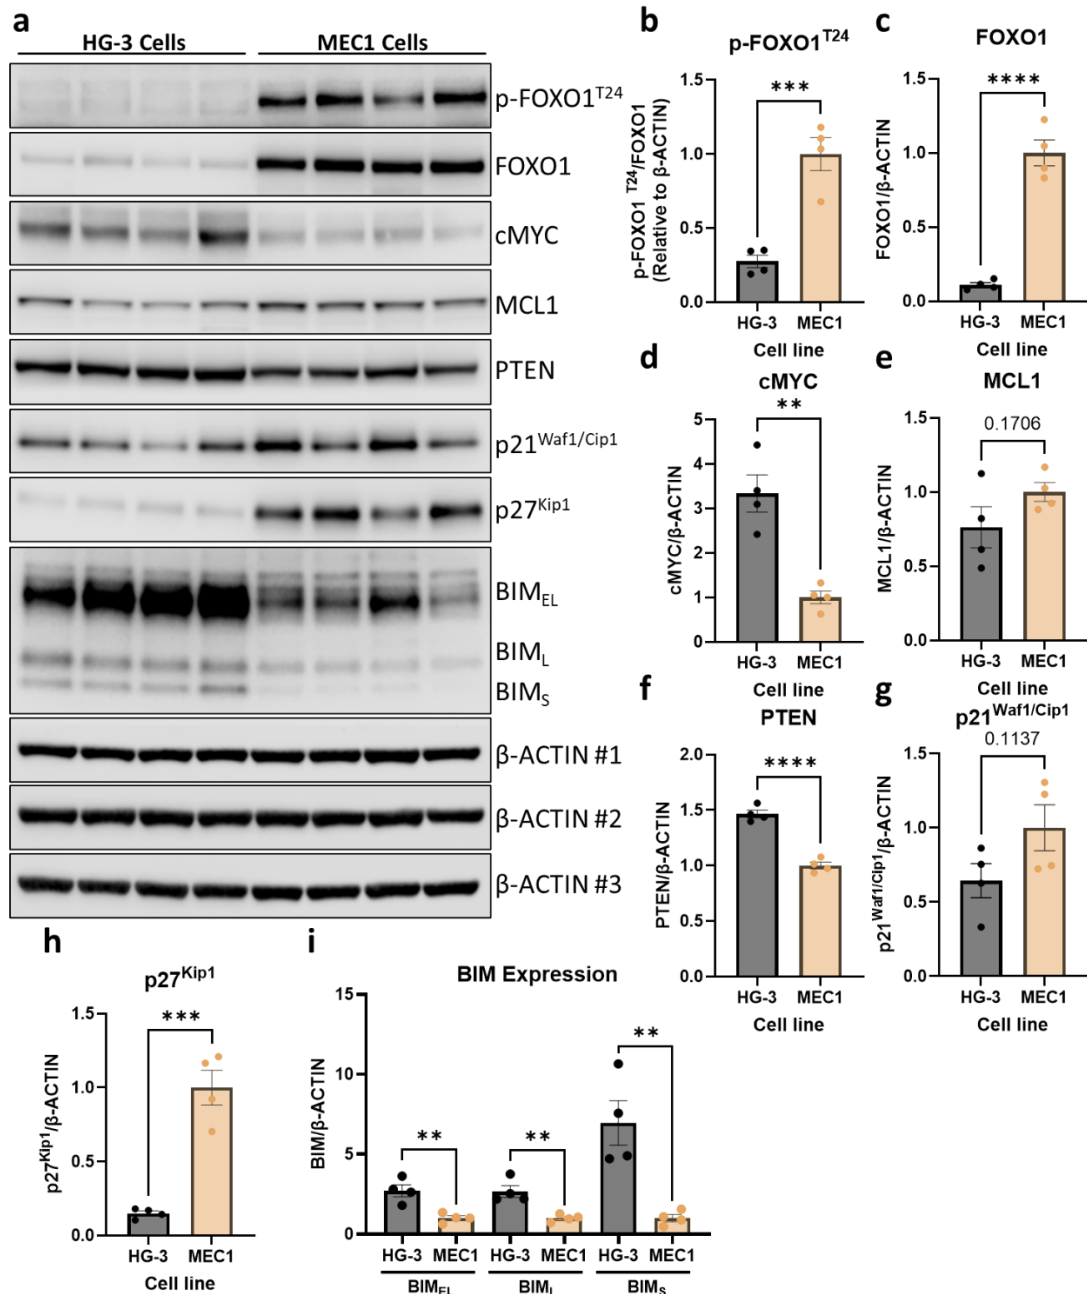 a
HG-3 Cells MEC1 Cells
p-FOXO1T24
FOXO1
cMYC
MCL1
PTEN
p21Waf1/Cip1
p27Kip1
BIMEL
BIML
BIMS
β-ACTIN #1
β-ACTIN #2
β-ACTIN #3
b
p-FOXO1T24
p-FOXO1 T24/FOXO1
(Relative to β-ACTIN)
1.5
1.0
0.5
0.0
***
HG-3 MEC1
Cell line
c
FOXO1
FOXO1/β-ACTIN
1.5
1.0
0.5
0.0
****
HG-3 MEC1
Cell line
d
cMYC
cMYC/β-ACTIN
5
4
3
2
1
0
**
HG-3 MEC1
e
MCL1
MCL1/β-ACTIN
1.5
1.0
0.5
0.0
0.1706
HG-3 MEC1
f
PTEN
PTEN/β-ACTIN
2.0
1.5
1.0
0.5
0.0
****
HG-3 MEC1
Cell line
g
p21Waf1/Cip1
p21Waf1/Cip1/β-ACTIN
1.5
1.0
0.5
0.0
0.1137
HG-3 MEC1
Cell line
h
p27Kip1
p27Kip1/β-ACTIN
1.5
1.0
0.5
0.0
***
HG-3 MEC1
Cell line
i
BIM Expression
BIM/β-ACTIN
15
10
5
0
**
**
**
HG-3 MEC1 HG-3 MEC1 HG-3 MEC1
BIMEL BIML BIMS